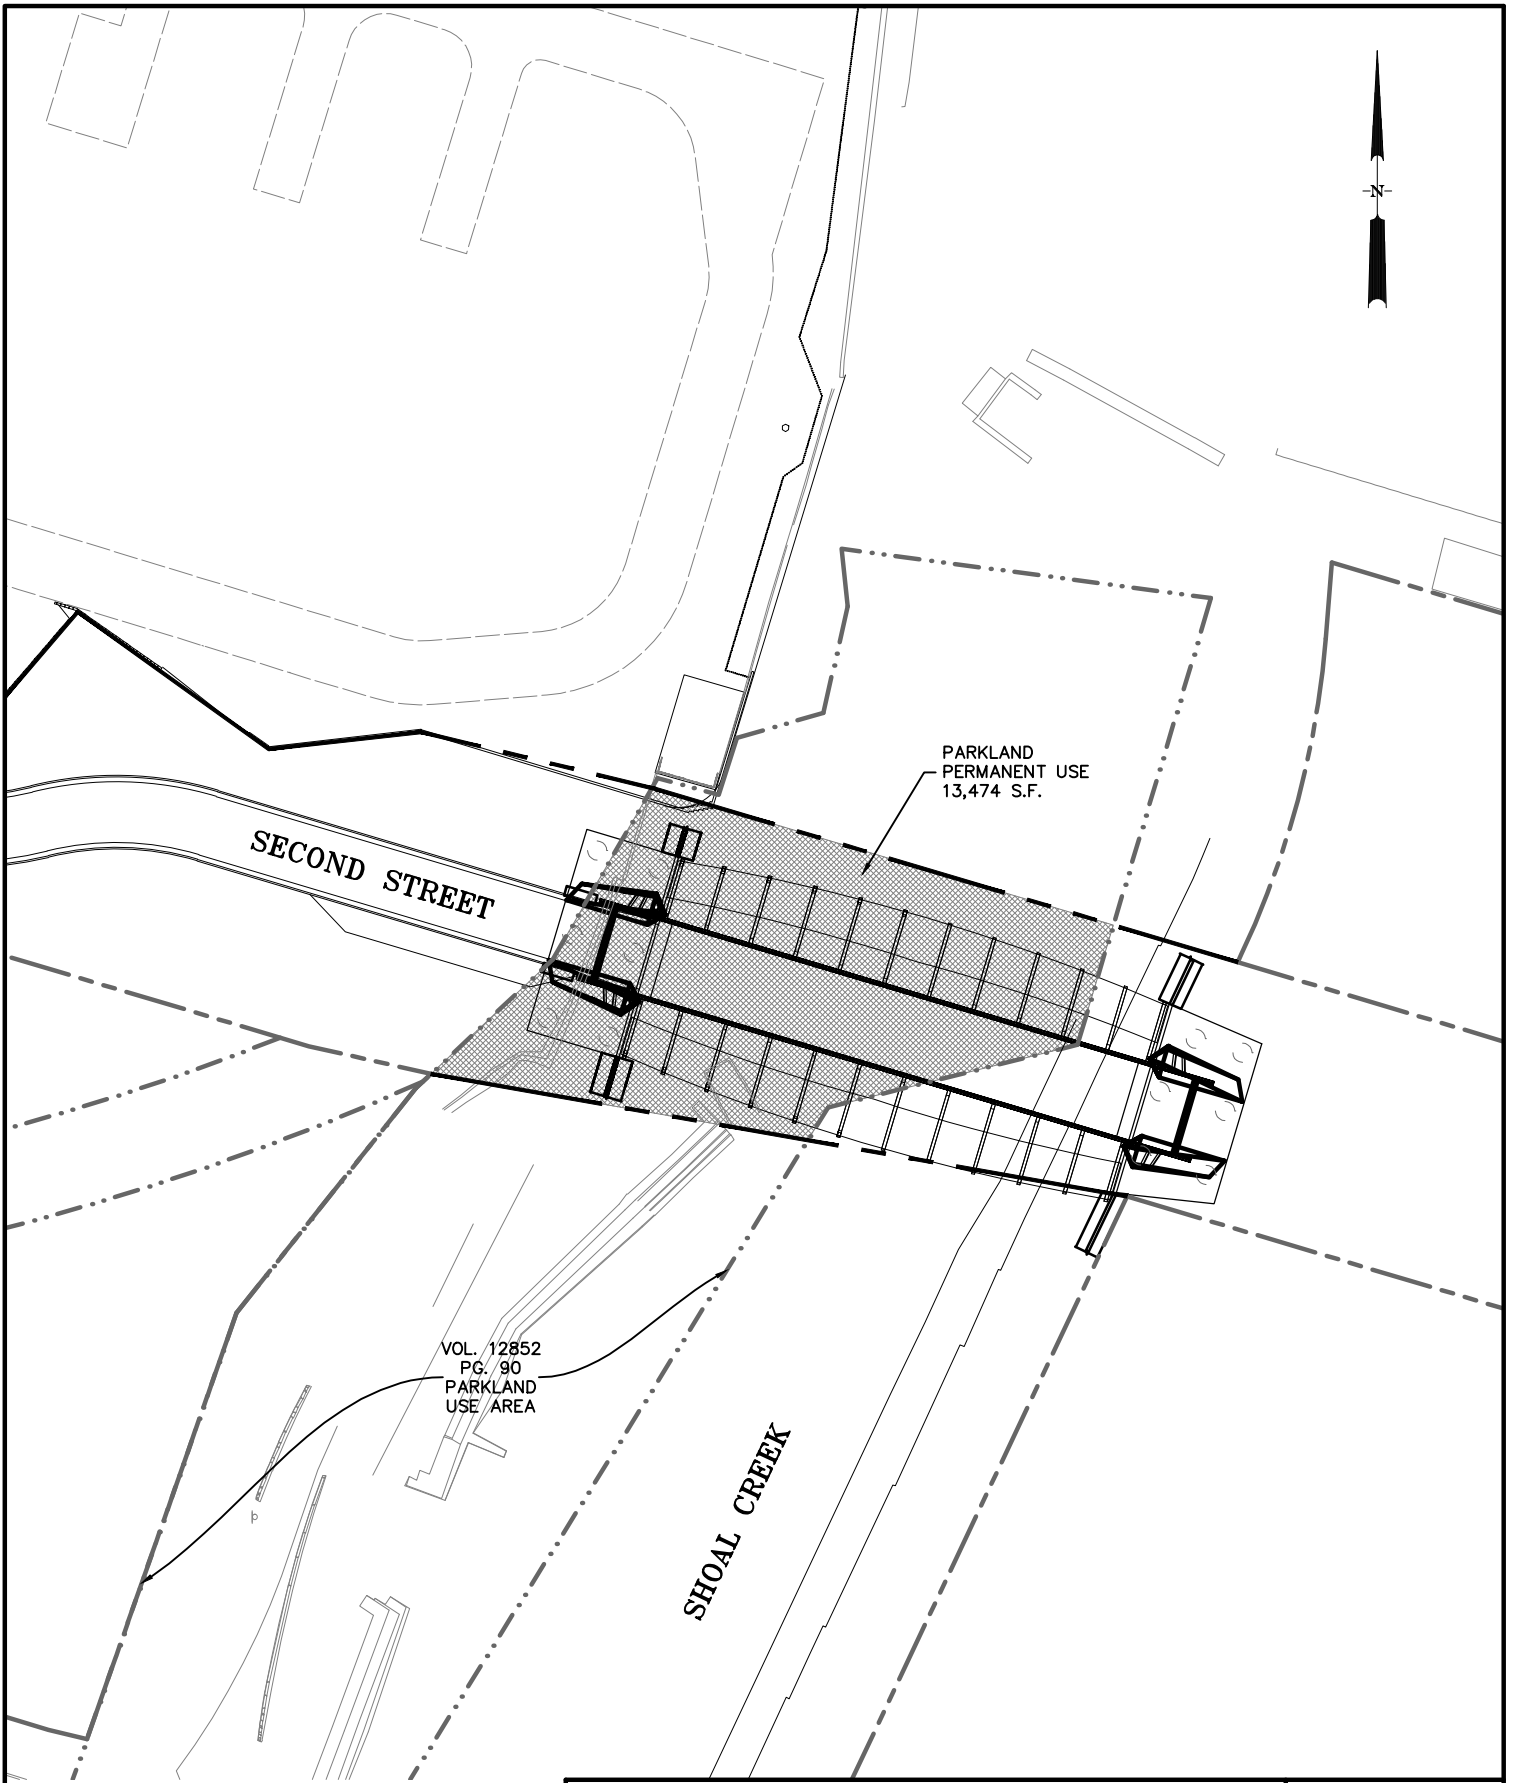 N
PARKLAND
PERMANENT USE
13,474 S.F.
SECOND STREET
VOL. 12852
PG. 90
PARKLAND
USE AREA
SHOAL CREEK